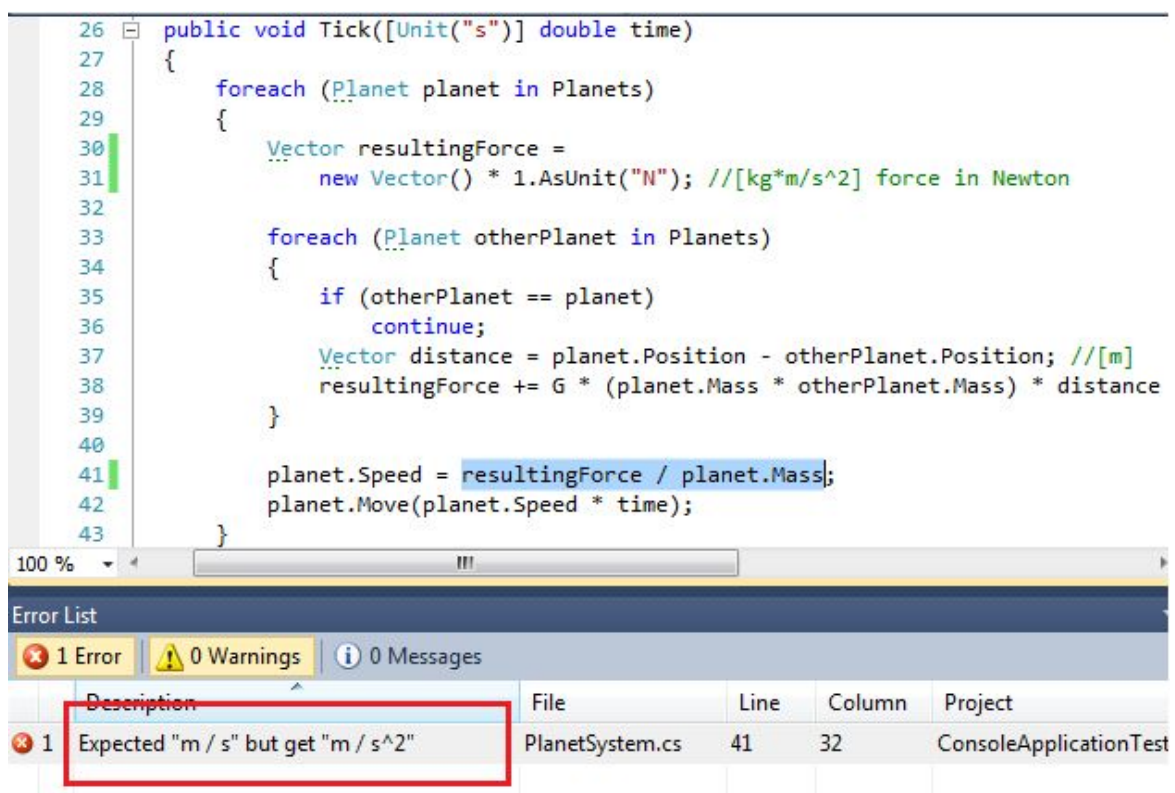 26 public void Tick([Unit("s")] double time)
27 {
28 foreach (Planet planet in Planets)
29 {
30 Vector resultingForce =
31 new Vector() * 1.AsUnit("N"); //[kg*m/s^2] force in Newton
32
33 foreach (Planet otherPlanet in Planets)
34 {
35 if (otherPlanet == planet)
36 continue;
37 Vector distance = planet.Position - otherPlanet.Position; //[m]
38 resultingForce += G * (planet.Mass * otherPlanet.Mass) * distance
39 }
40
41 planet.Speed = resultingForce / planet.Mass;
42 planet.Move(planet.Speed * time);
43 }
100 %
Error List
1 Error 0 Warnings 0 Messages
Description File Line Column Project
1 Expected "m / s" but get "m / s^2" PlanetSystem.cs 41 32 ConsoleApplicationTest